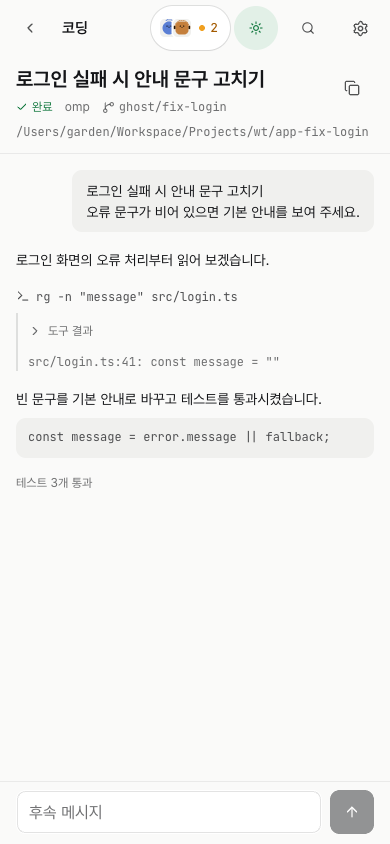 코딩
2
로그인 실패 시 안내 문구 고치기
완료 omp ghost/fix-login
/Users/garden/Workspace/Projects/wt/app-fix-login
로그인 실패 시 안내 문구 고치기
오류 문구가 비어 있으면 기본 안내를 보여 주세요.
로그인 화면의 오류 처리부터 읽어 보겠습니다.
rg -n "message" src/login.ts
도구 결과
src/login.ts:41: const message = ""
빈 문구를 기본 안내로 바꾸고 테스트를 통과시켰습니다.
const message = error.message || fallback;
테스트 3개 통과
후속 메시지